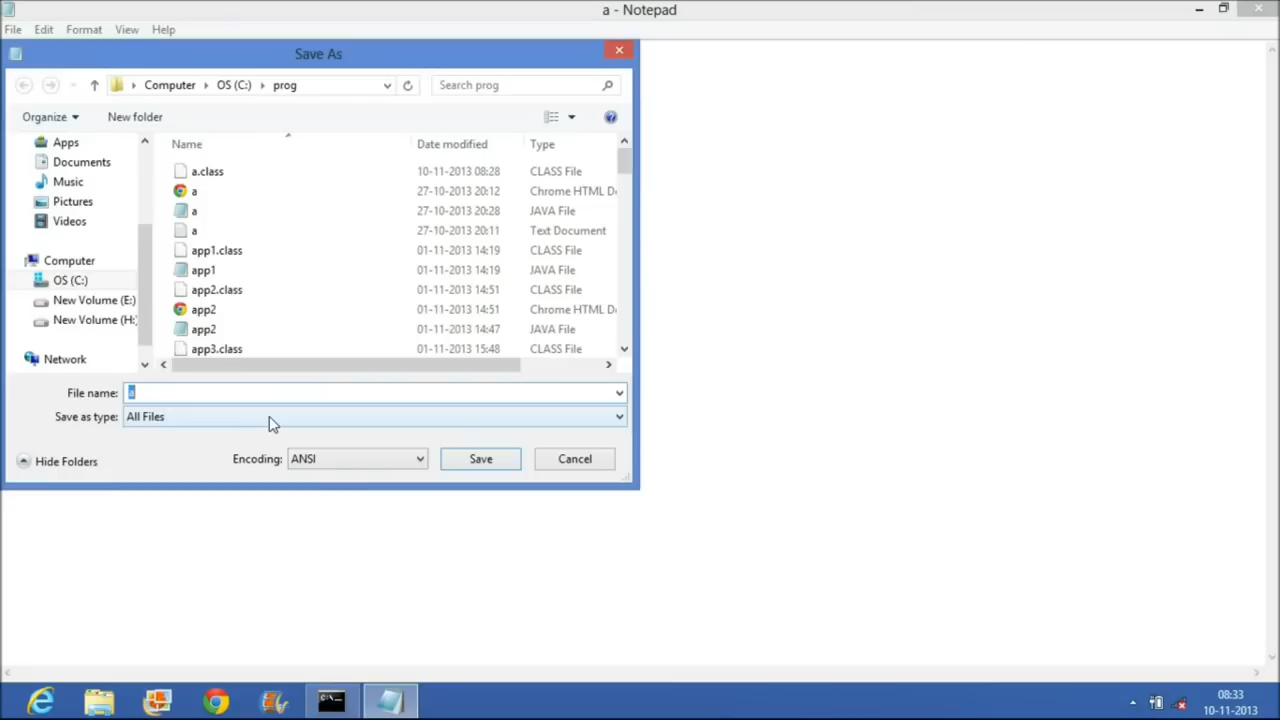 a - Notepad
File Edit Format View Help
Save As
Computer OS (C:) prog Search prog
Organize New folder
Name Date modified Type
Apps
Documents
Music
Pictures
Videos
Computer
OS (C:)
New Volume (E:)
New Volume (H:
Network
a.class 10-11-2013 08:28 CLASS File
a 27-10-2013 20:12 Chrome HTML Do
a 27-10-2013 20:28 JAVA File
a 27-10-2013 20:11 Text Document
app1.class 01-11-2013 14:19 CLASS File
app1 01-11-2013 14:19 JAVA File
app2.class 01-11-2013 14:51 CLASS File
app2 01-11-2013 14:51 Chrome HTML Do
app2 01-11-2013 14:47 JAVA File
app3.class 01-11-2013 15:48 CLASS File
File name: a
Save as type: All Files
Hide Folders Encoding: ANSI Save Cancel
08:33
10-11-2013